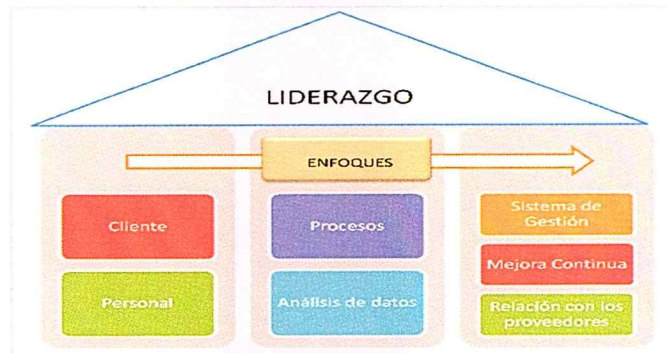 LIDERAZGO
ENFOQUES
Cliente
Personal
Procesos
Análisis de datos
Sistema de
Gestión
Mejora Continua
Relación con los
proveedores